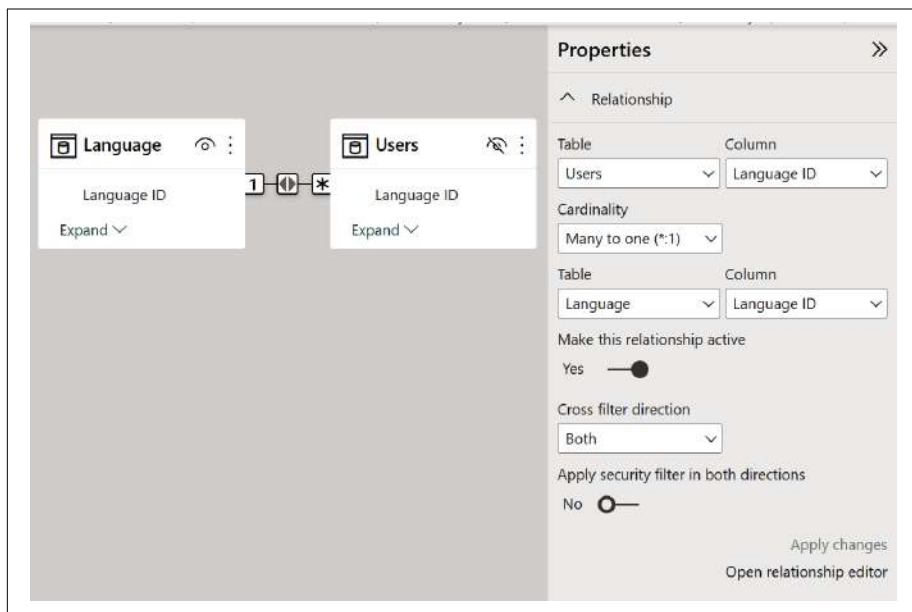 Language
Language ID
Expand
1
*
Users
Language ID
Expand
Properties
Relationship
Table Column
Users Language ID
Cardinality
Many to one (*:1)
Table Column
Language Language ID
Make this relationship active
Yes
Cross filter direction
Both
Apply security filter in both directions
No
Apply changes
Open relationship editor